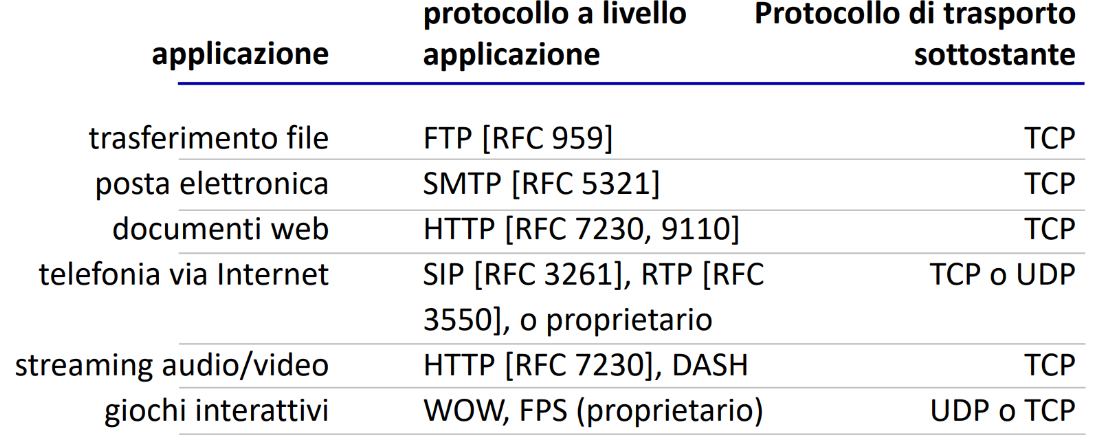 applicazione protocollo a livello applicazione Protocollo di trasporto sottostante
trasferimento file FTP [RFC 959] TCP
posta elettronica SMTP [RFC 5321] TCP
documenti web HTTP [RFC 7230, 9110] TCP
telefonia via Internet SIP [RFC 3261], RTP [RFC TCP o UDP
3550], o proprietario
streaming audio/video HTTP [RFC 7230], DASH TCP
giochi interattivi WOW, FPS (proprietario) UDP o TCP